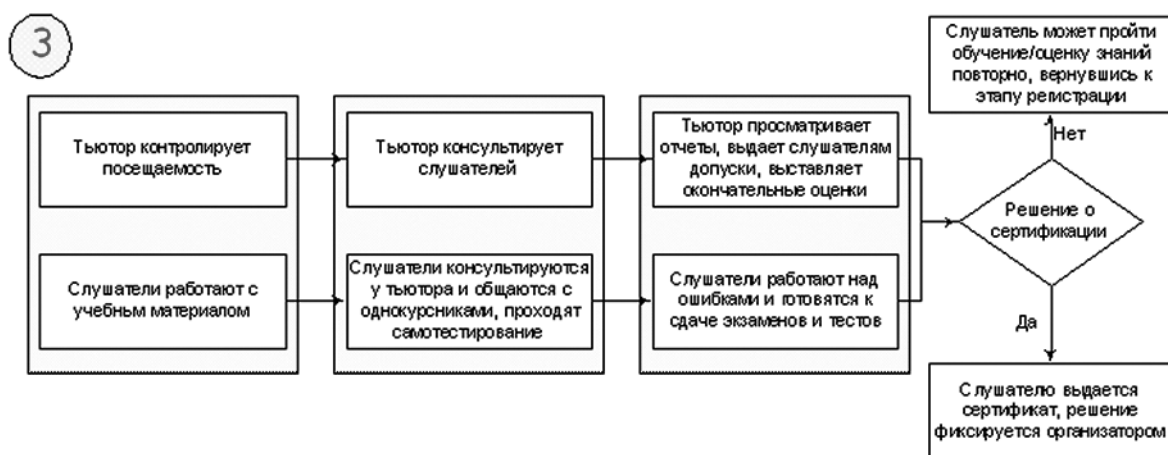 3
Тьютор контролирует
посещаемость
Тьютор консультирует
слушателей
Тьютор просматривает
отчеты, выдает слушателям
допуски, выставляет
окончательные оценки
Слушатели работают с
учебным материалом
Слушатели консультируются
у тьютора и общаются с
однокурсниками, проходят
самотестирование
Слушатели работают над
ошибками и готовятся к
сдаче экзаменов и тестов
Слушатель может пройти
обучение/оценку знаний
повторно, вернувшись к
этапу регистрации
Нет
Решение о
сертификации
Да
Слушателю выдается
сертификат, решение
фиксируется организатором